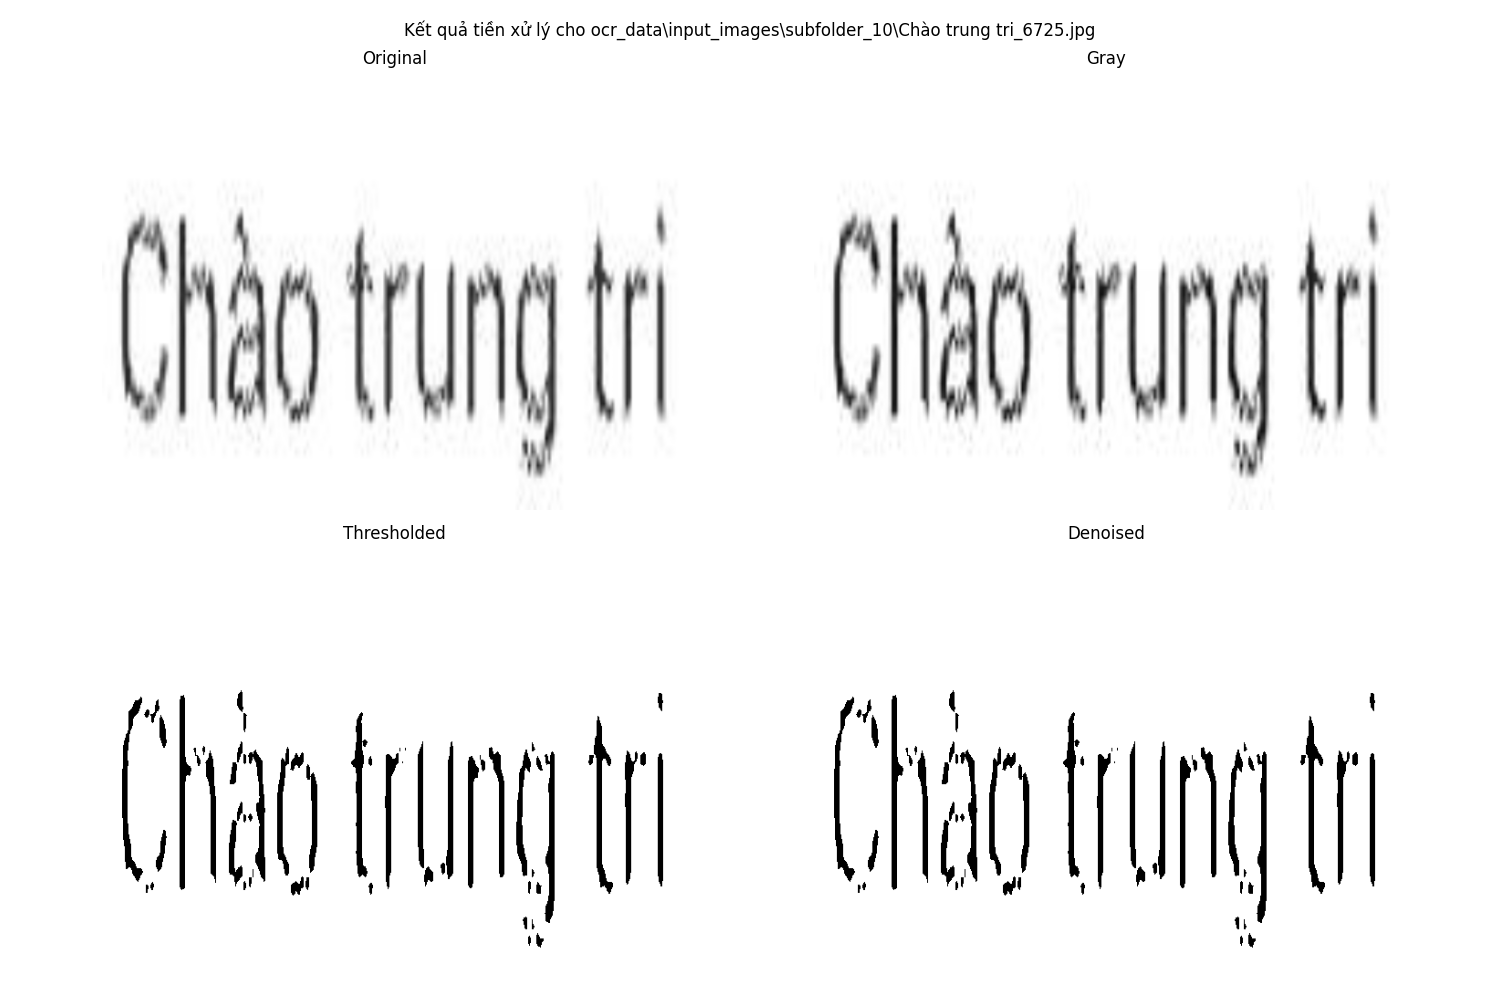 Kết quả tiền xử lý cho ocr_data\input_images\subfolder_10\Chào trung tri_6725.jpg
Original
Gray
Chào trung tri
Chào trung tri
Thresholded
Denoised
Chào trung tri
Chào trung tri